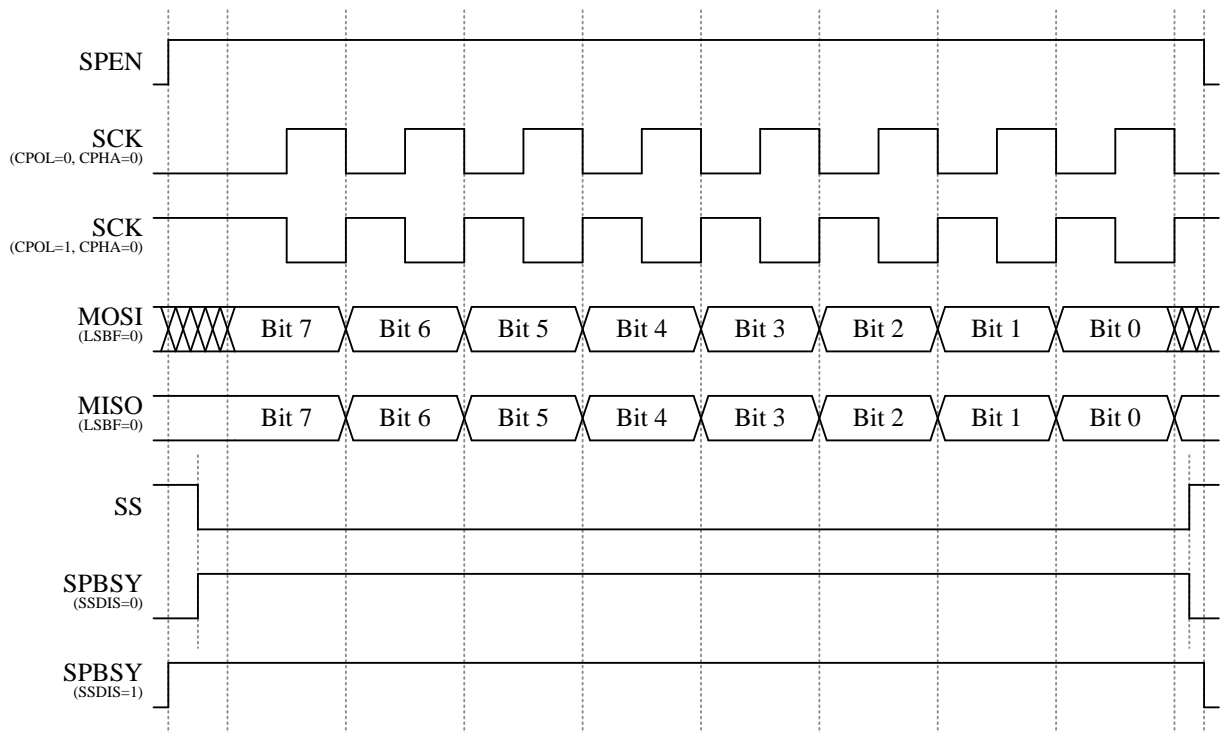 SPEN
SCK
(CPOL=0, CPHA=0)
SCK
(CPOL=1, CPHA=0)
MOSI
(LSBF=0)
Bit 7 Bit 6 Bit 5 Bit 4 Bit 3 Bit 2 Bit 1 Bit 0
MISO
(LSBF=0)
Bit 7 Bit 6 Bit 5 Bit 4 Bit 3 Bit 2 Bit 1 Bit 0
SS
SPBSY
(SSDIS=0)
SPBSY
(SSDIS=1)